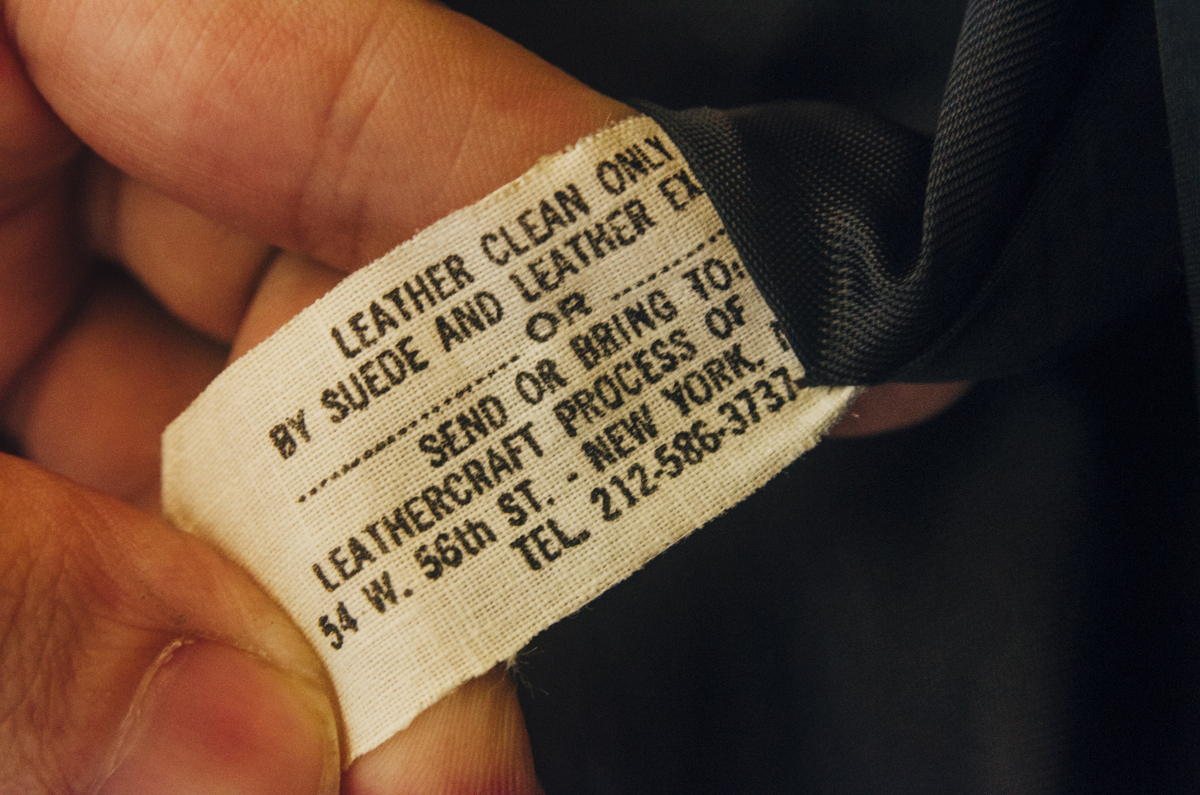 LEATHER CLEAN ONLY
BY SUEDE AND LEATHER EX
OR
SEND OR BRING TO:
LEATHERCRAFT PROCESS OF
54 W. 56th ST. - NEW YORK.
TEL. 212-586-3737